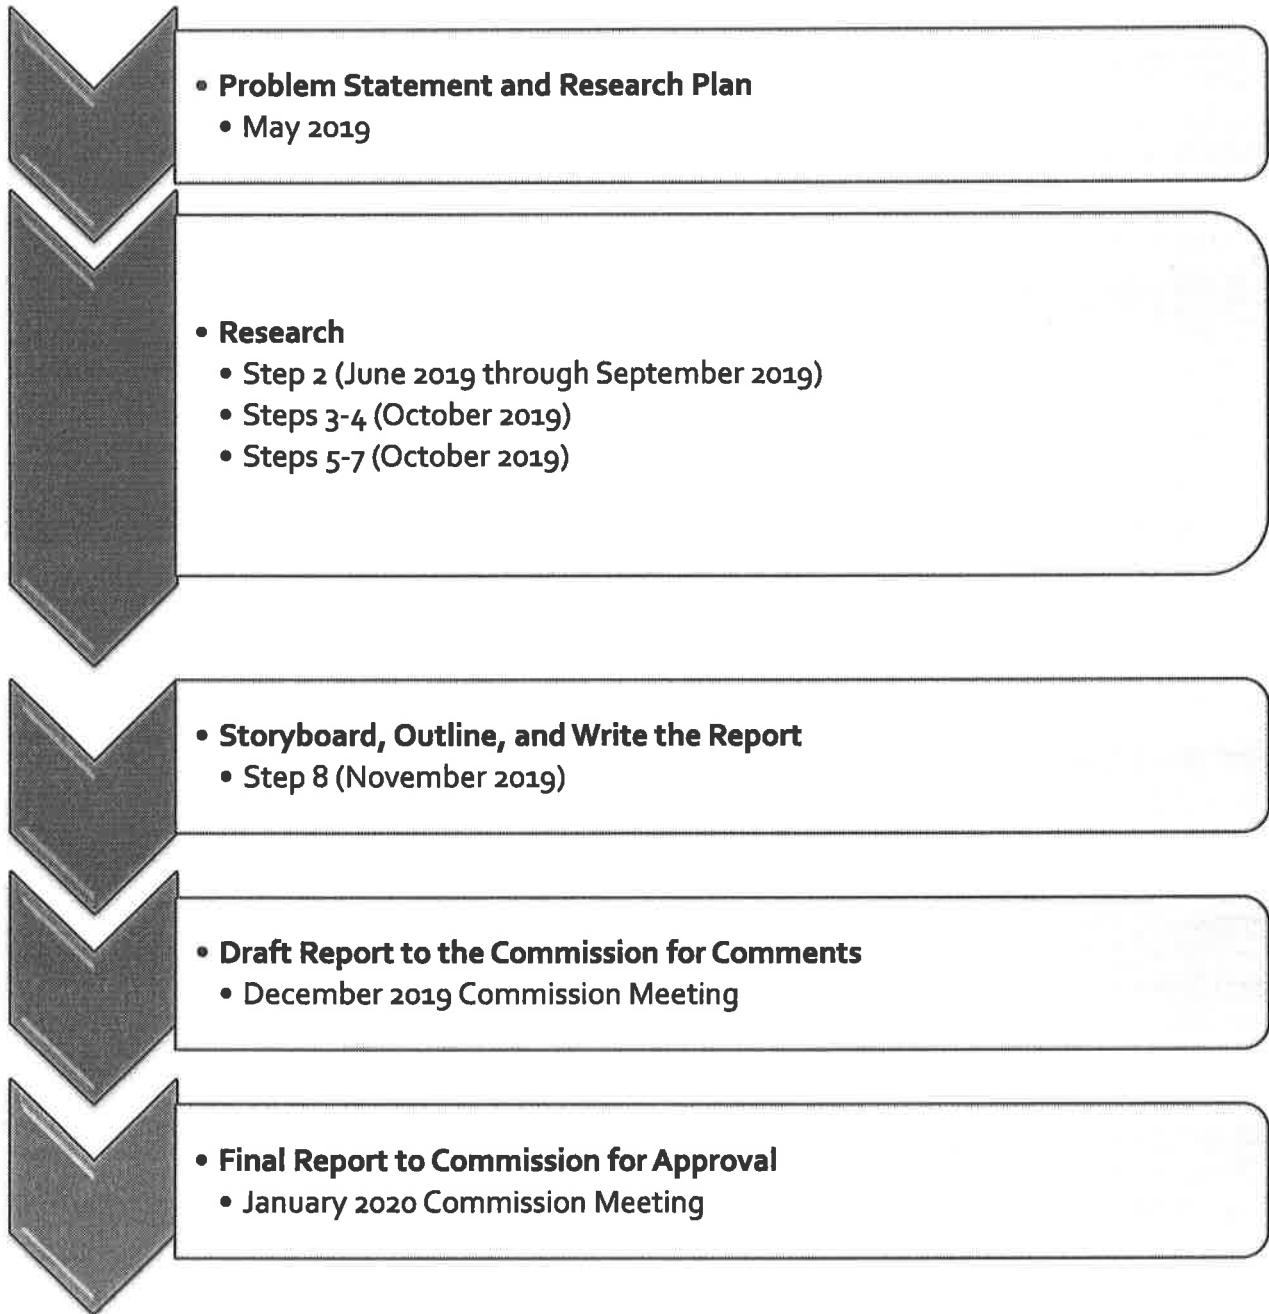 • Problem Statement and Research Plan
• May 2019
• Research
• Step 2 (June 2019 through September 2019)
• Steps 3-4 (October 2019)
• Steps 5-7 (October 2019)
• Storyboard, Outline, and Write the Report
• Step 8 (November 2019)
• Draft Report to the Commission for Comments
• December 2019 Commission Meeting
• Final Report to Commission for Approval
• January 2020 Commission Meeting